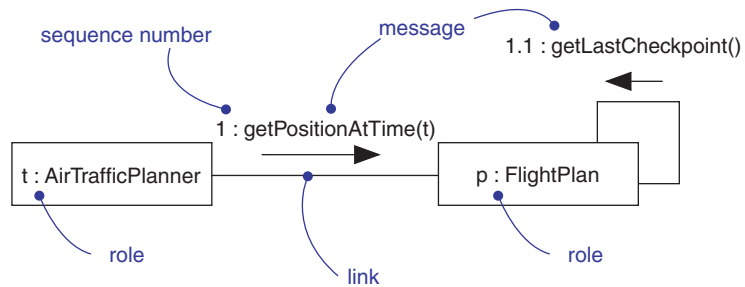 sequence number
message
1.1 : getLastCheckpoint()
1 : getPositionAtTime(t)
t : AirTrafficPlanner
p : FlightPlan
role
link
role